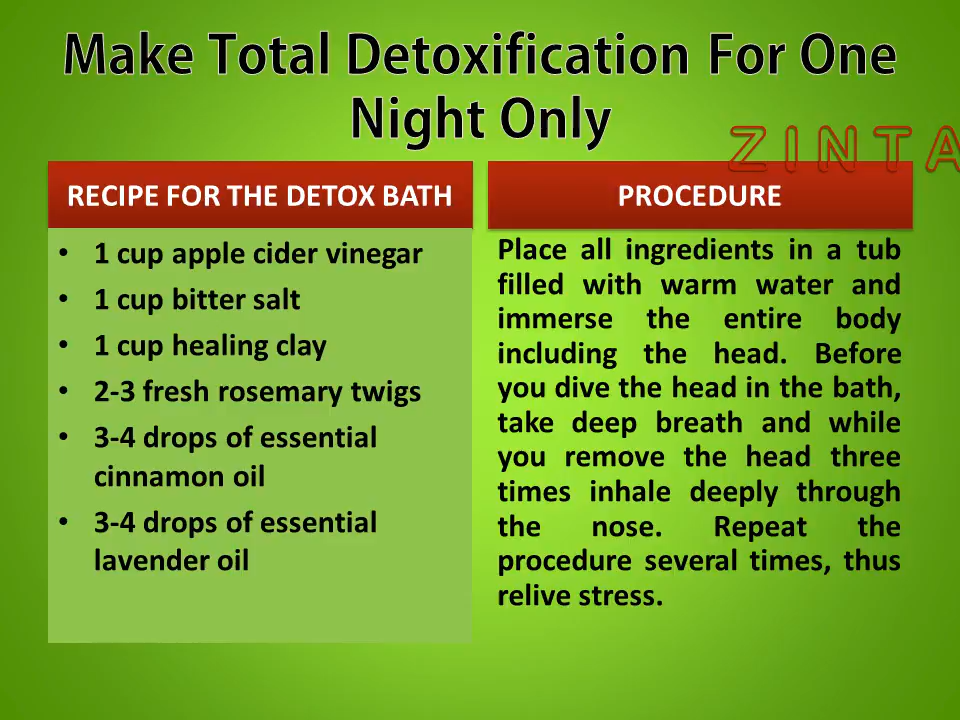 Make Total Detoxification For One
Night Only
ZINTA
RECIPE FOR THE DETOX BATH
• 1 cup apple cider vinegar
• 1 cup bitter salt
• 1 cup healing clay
• 2-3 fresh rosemary twigs
• 3-4 drops of essential
cinnamon oil
• 3-4 drops of essential
lavender oil
PROCEDURE
Place all ingredients in a tub
filled with warm water and
immerse the entire body
including the head. Before
you dive the head in the bath,
take deep breath and while
you remove the head three
times inhale deeply through
the nose. Repeat the
procedure several times, thus
relive stress.